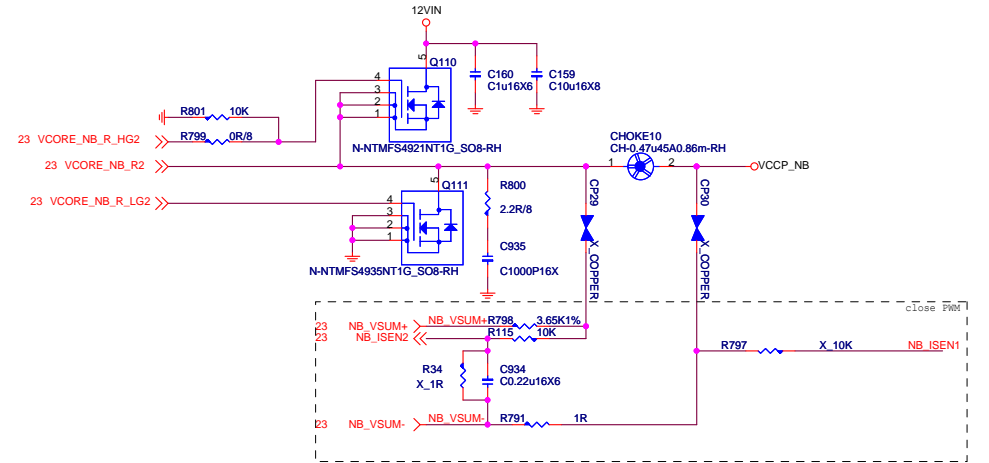 12VIN
5
Q110
4
3
2
1
C160
C1u16X6
C159
C10u16X8
R801 10K
23 VCORE_NB_R_HG2
R799 0R/8
N-NTMFS4921NT1G_SO8-RH
CHOKE10
CH-0.47u45A0.86m-RH
23 VCORE_NB_R2
1 2
VCCP_NB
5
Q111
R800
2.2R/8
CP29
CP30
23 VCORE_NB_R_LG2
4
3
2
1
X_COPPER
X_COPPER
C935
C1000P16X
N-NTMFS4935NT1G_SO8-RH
close PWM
23 NB_VSUM+ NB_VSUM+ R798 3.65K1%
23 NB_ISEN2 R115 10K
R797 X_10K NB_ISEN1
R34
X_1R
C934
C0.22u16X6
23 NB_VSUM- NB_VSUM- R791 1R